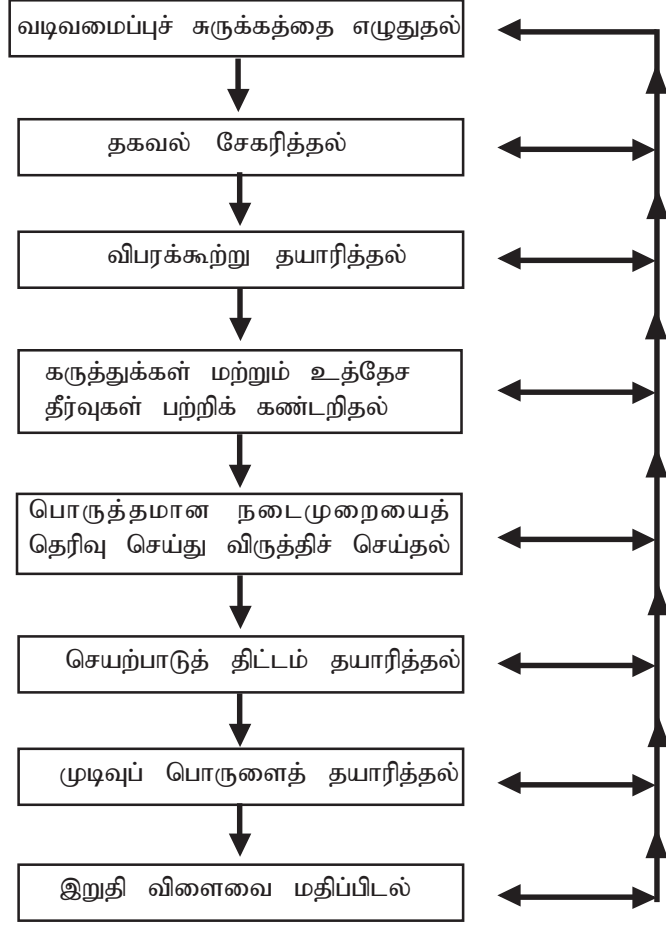 வடிவமைப்புச் சுருக்கத்தை எழுதுதல்
தகவல் சேகரித்தல்
விபரக்கூற்று தயாரித்தல்
கருத்துக்கள் மற்றும் உத்தேச
தீர்வுகள் பற்றிக் கண்டறிதல்
பொருத்தமான நடைமுறையைத்
தெரிவு செய்து விருத்திச் செய்தல்
செயற்பாடுத் திட்டம் தயாரித்தல்
முடிவுப் பொருளைத் தயாரித்தல்
இறுதி விளைவை மதிப்பிடல்